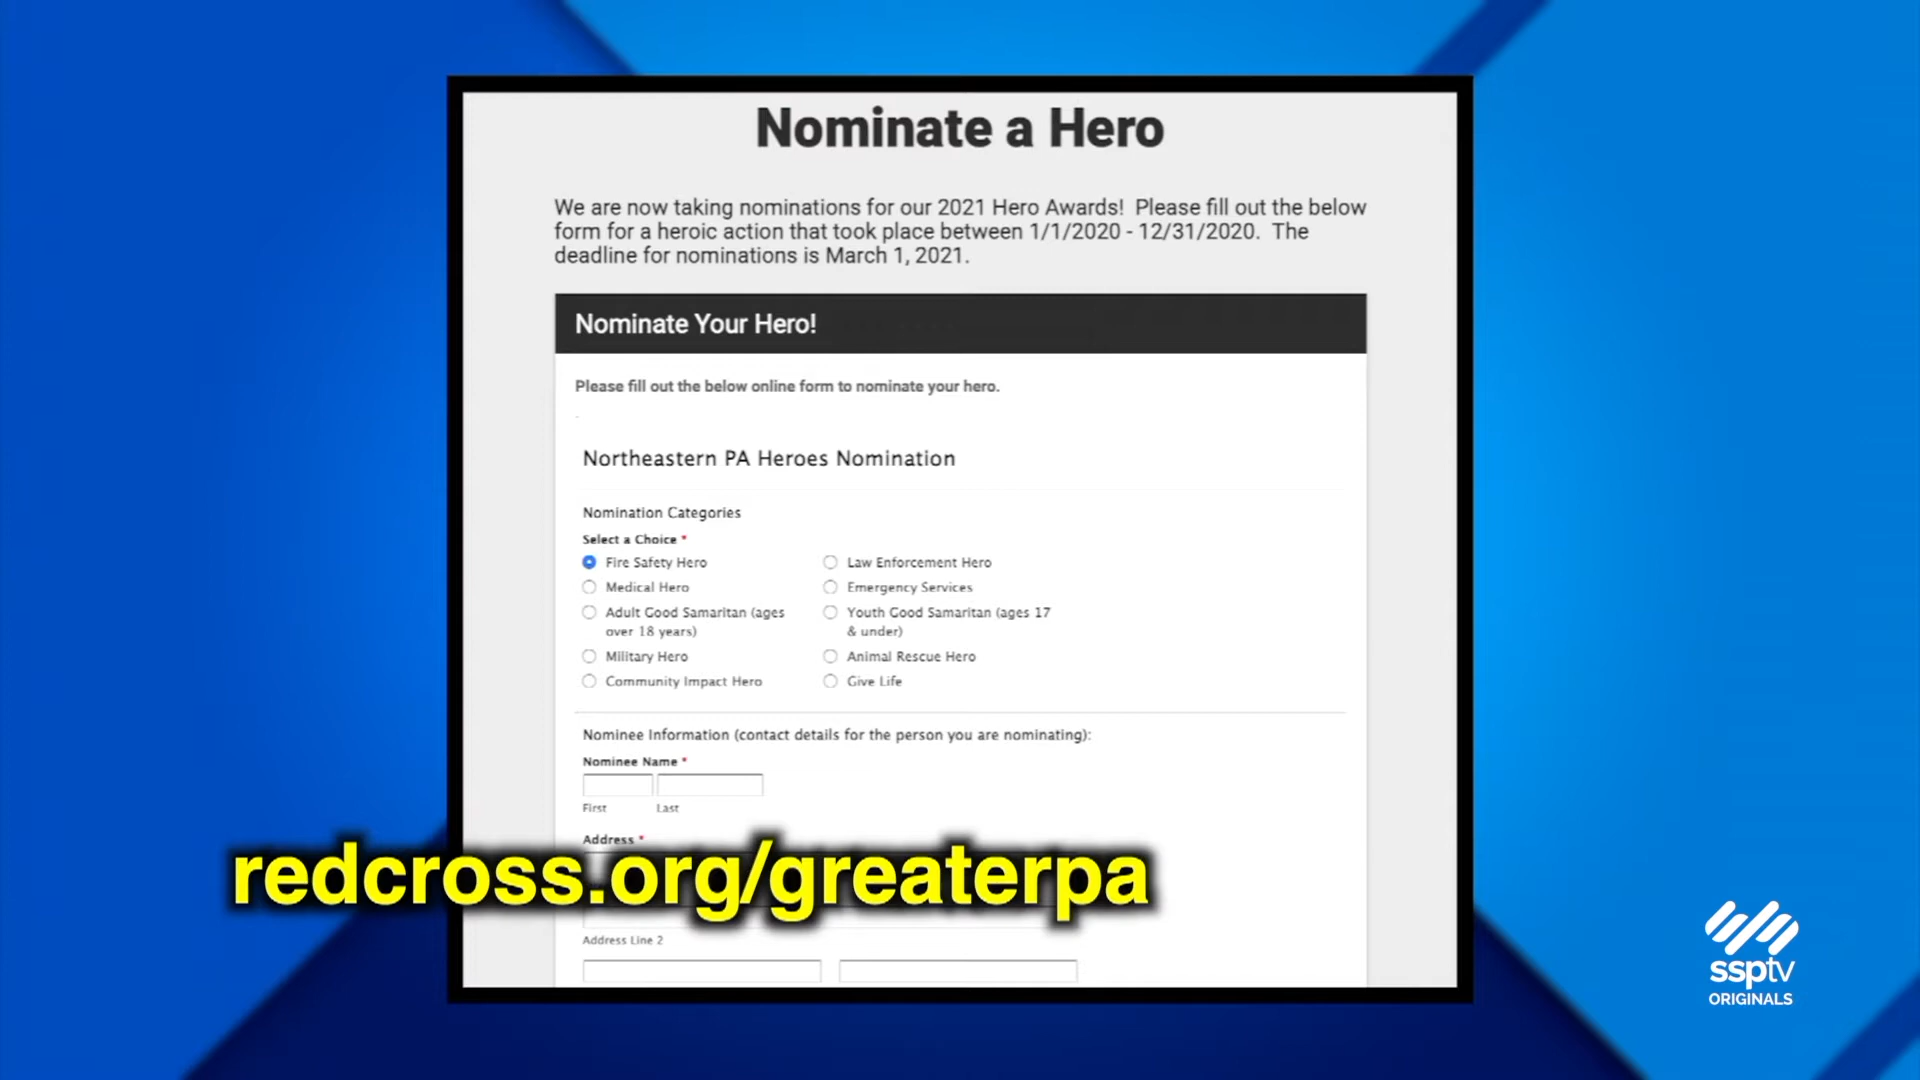 Nominate a Hero
We are now taking nominations for our 2021 Hero Awards! Please fill out the below
form for a heroic action that took place between 1/1/2020 - 12/31/2020. The
deadline for nominations is March 1, 2021.
Nominate Your Hero!
Please fill out the below online form to nominate your hero.
Northeastern PA Heroes Nomination
Nomination Categories
Select a Choice *
Fire Safety Hero
Law Enforcement Hero
Medical Hero
Emergency Services
Adult Good Samaritan (ages
over 18 years)
Youth Good Samaritan (ages 17
& under)
Military Hero
Animal Rescue Hero
Community Impact Hero
Give Life
Nominee Information (contact details for the person you are nominating):
Nominee Name *
First
Last
Address *
redcross.org/greaterpa
Address Line 2
ssptv
ORIGINALS